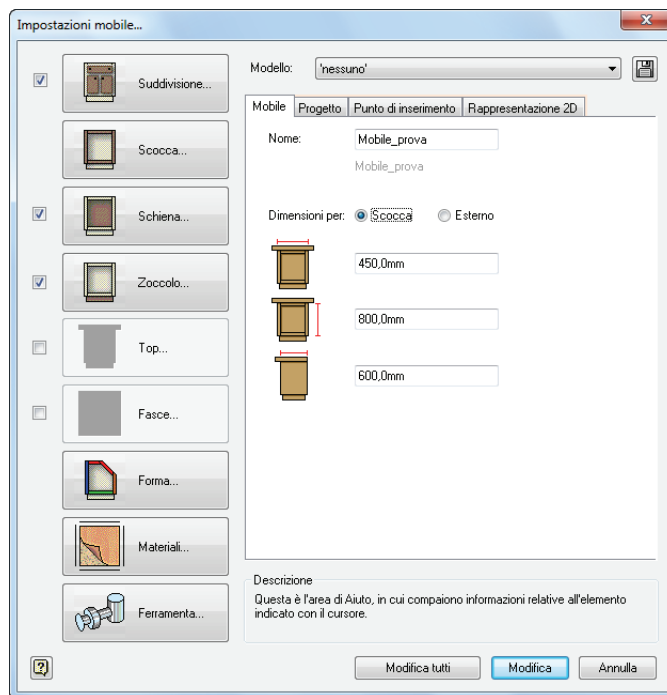 Impostazioni mobile...
Suddivisione...
Scocca...
Schiena...
Zoccolo...
Top...
Fasce...
Forma...
Materiali...
Ferramenta...
Modello: 'nessuno'
Mobile Progetto Punto di inserimento Rappresentazione 2D
Nome: Mobile_prova
Mobile_prova
Dimensioni per: Scocca Esterno
450,0mm
800,0mm
600,0mm
Descrizione
Questa è l'area di Aiuto, in cui compaiono informazioni relative all'elemento
indicato con il cursore.
? Modifica tutti Modifica Annulla